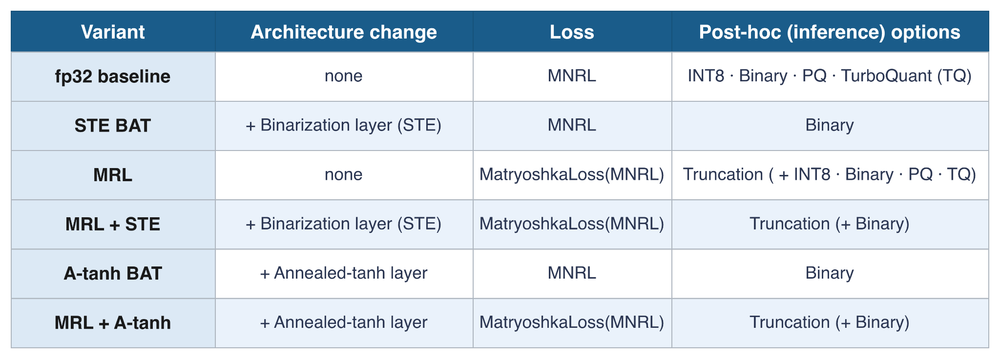 Variant Architecture change Loss Post-hoc (inference) options
fp32 baseline none MNRL INT8 · Binary · PQ · TurboQuant (TQ)
STE BAT + Binarization layer (STE) MNRL Binary
MRL none MatryoshkaLoss(MNRL) Truncation ( + INT8 · Binary · PQ · TQ)
MRL + STE + Binarization layer (STE) MatryoshkaLoss(MNRL) Truncation (+ Binary)
A-tanh BAT + Annealed-tanh layer MNRL Binary
MRL + A-tanh + Annealed-tanh layer MatryoshkaLoss(MNRL) Truncation (+ Binary)